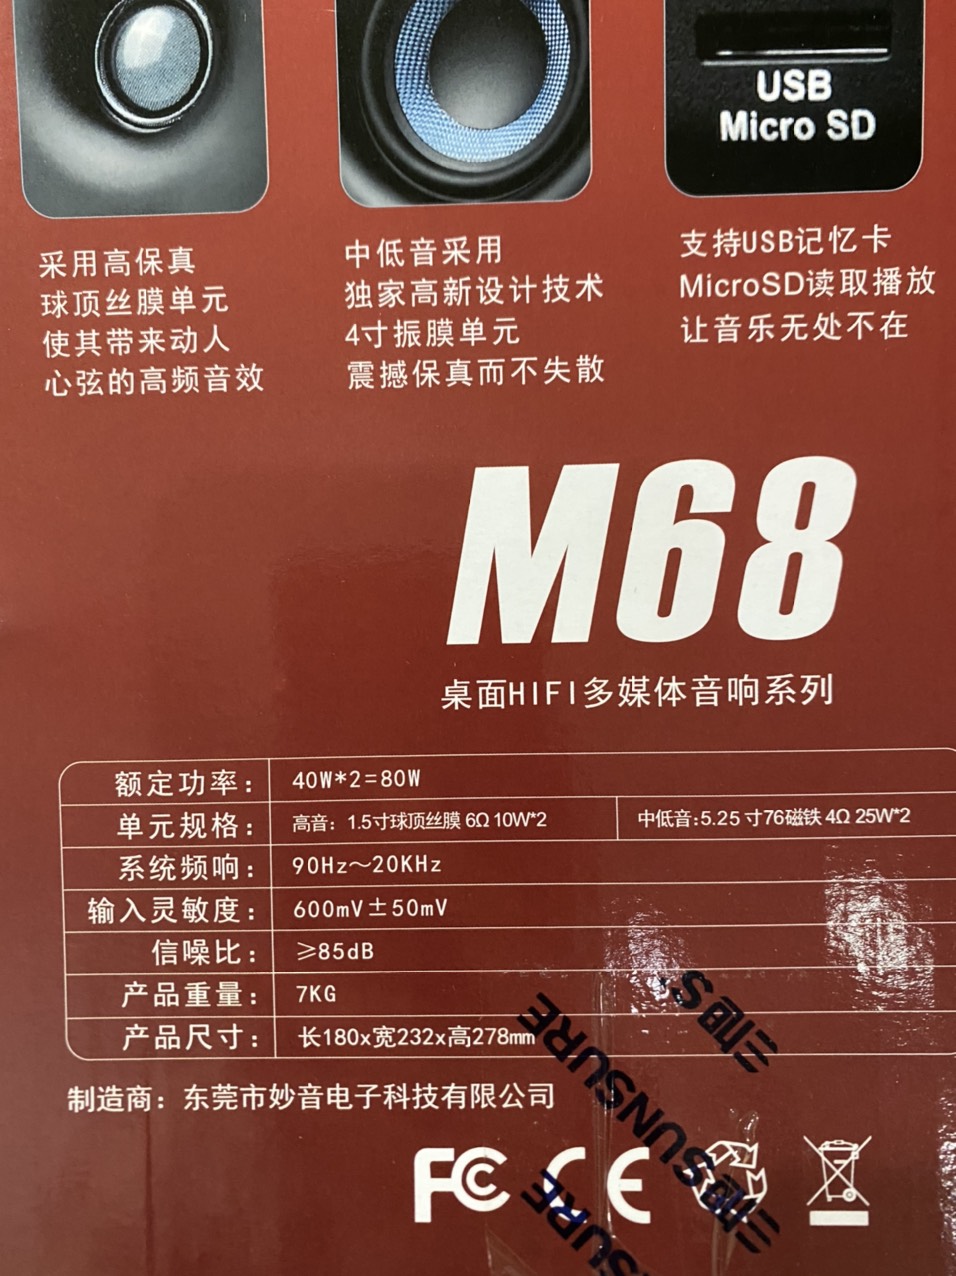 USB
Micro SD
采用高保真
球顶丝膜单元
使其带来动人
心弦的高频音效
中低音采用
独家高新设计技术
4寸振膜单元
震撼保真而不失散
支持USB记忆卡
MicroSD读取播放
让音乐无处不在
M68
桌面HIFI多媒体音响系列
额定功率： 40W*2=80W
单元规格： 高音：1.5寸球顶丝膜 6Ω 10W*2 中低音：5.25寸76磁铁 4Ω 25W*2
系统频响： 90Hz～20KHz
输入灵敏度： 600mV±50mV
信噪比： ≥85dB
产品重量： 7KG
产品尺寸： 长180x宽232x高278mm
制造商：东莞市妙音电子科技有限公司
FC CE
SUNSURE